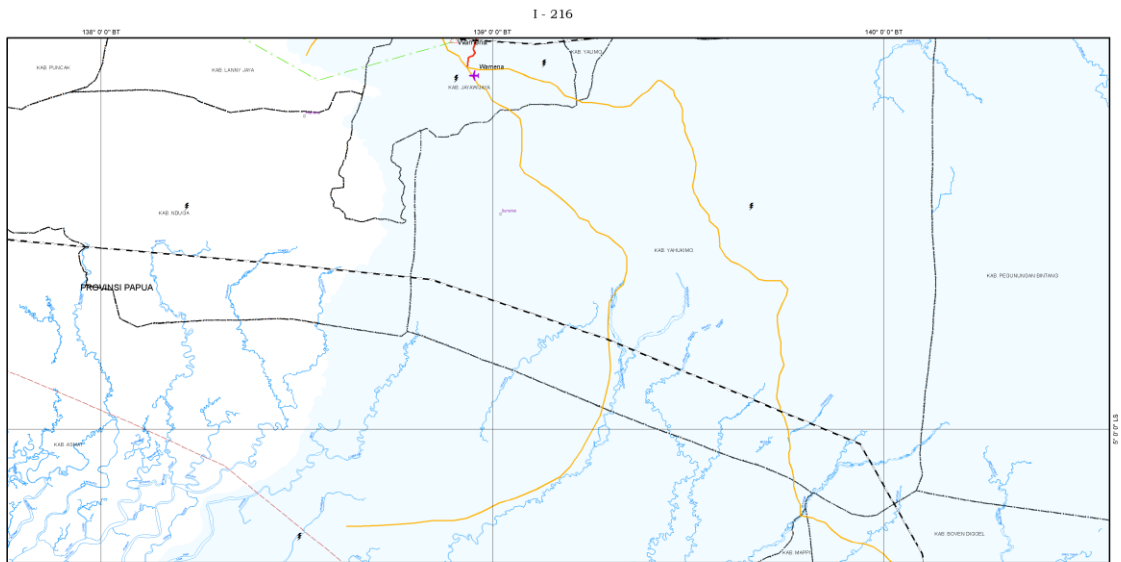 I - 216
138° 0' 0" BT
139° 0' 0" BT
140° 0' 0" BT
Wamena
KAB YALIMO
KAB. PUNCAK
KAB. LANNY JAYA
Wamena
KAB. JAYAWIJAYA
KAB. NDUGA
KAB. YAHUKIMO
KAB. PEGUNUNGAN BINTANG
PROVINSI PAPUA
5° 0' 0" LS
KAB. ASMAT
KAB. BOVEN DIGOEL
KAB. MAPPI